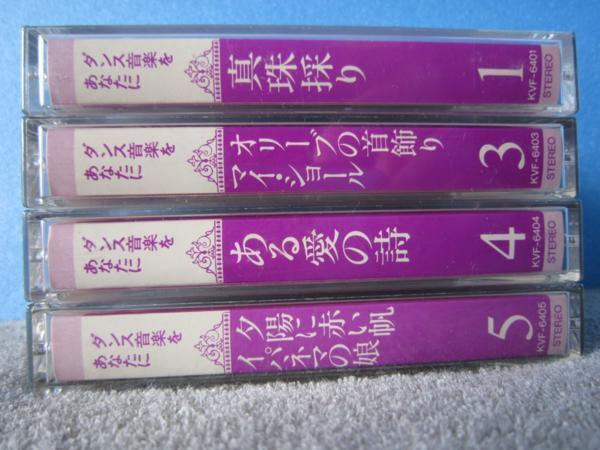 ダンス音楽を
あなたに
真珠採り
1
KVF-6401
STEREO
ダンス音楽を
あなたに
オリーブの首飾り
マイ・ショール
3
KVF-6403
STEREO
ダンス音楽を
あなたに
ある愛の詩
4
KVF-6404
STEREO
ダンス音楽を
あなたに
夕陽に赤い帆
イパネマの娘
5
KVF-6405
STEREO